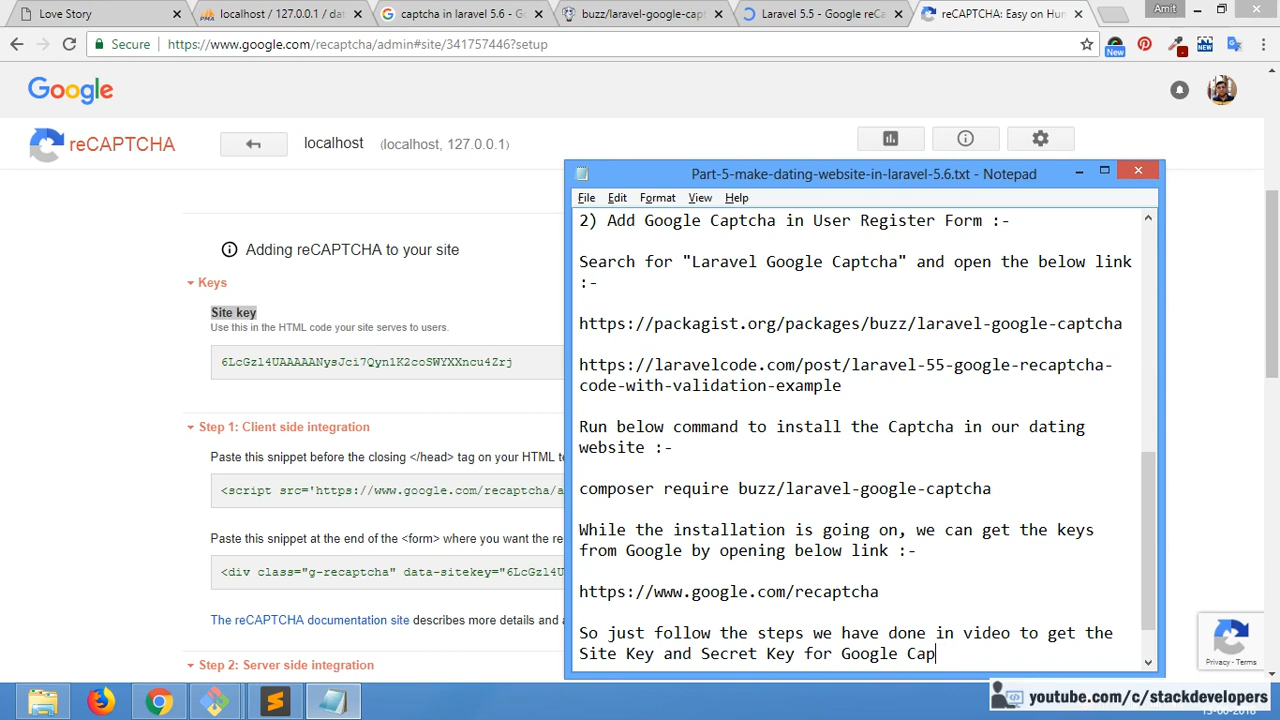 Love Story
localhost / 127.0.0.1 / dat
captcha in laravel 5.6 - Go
buzz/laravel-google-capt
Laravel 5.5 - Google reCA
reCAPTCHA: Easy on Hum
Amit
Secure
https://www.google.com/recaptcha/admin#site/341757446?setup
New
NEW
Google
reCAPTCHA
localhost
(localhost, 127.0.0.1)
Adding reCAPTCHA to your site
Keys
Site key
Use this in the HTML code your site serves to users.
6LcGzl4UAAAAANysJci7Qyn1K2coSWYXXncu4Zrj
Step 1: Client side integration
Paste this snippet before the closing </head> tag on your HTML te
<script src='https://www.google.com/recaptcha/a
Paste this snippet at the end of the <form> where you want the re
<div class="g-recaptcha" data-sitekey="6LcGzl4U
The reCAPTCHA documentation site describes more details and a
Step 2: Server side integration
Part-5-make-dating-website-in-laravel-5.6.txt - Notepad
File Edit Format View Help
2) Add Google Captcha in User Register Form :-
Search for "Laravel Google Captcha" and open the below link
:-
https://packagist.org/packages/buzz/laravel-google-captcha
https://laravelcode.com/post/laravel-55-google-recaptcha-
code-with-validation-example
Run below command to install the Captcha in our dating
website :-
composer require buzz/laravel-google-captcha
While the installation is going on, we can get the keys
from Google by opening below link :-
https://www.google.com/recaptcha
So just follow the steps we have done in video to get the
Site Key and Secret Key for Google Cap
Privacy - Terms
youtube.com/c/stackdevelopers